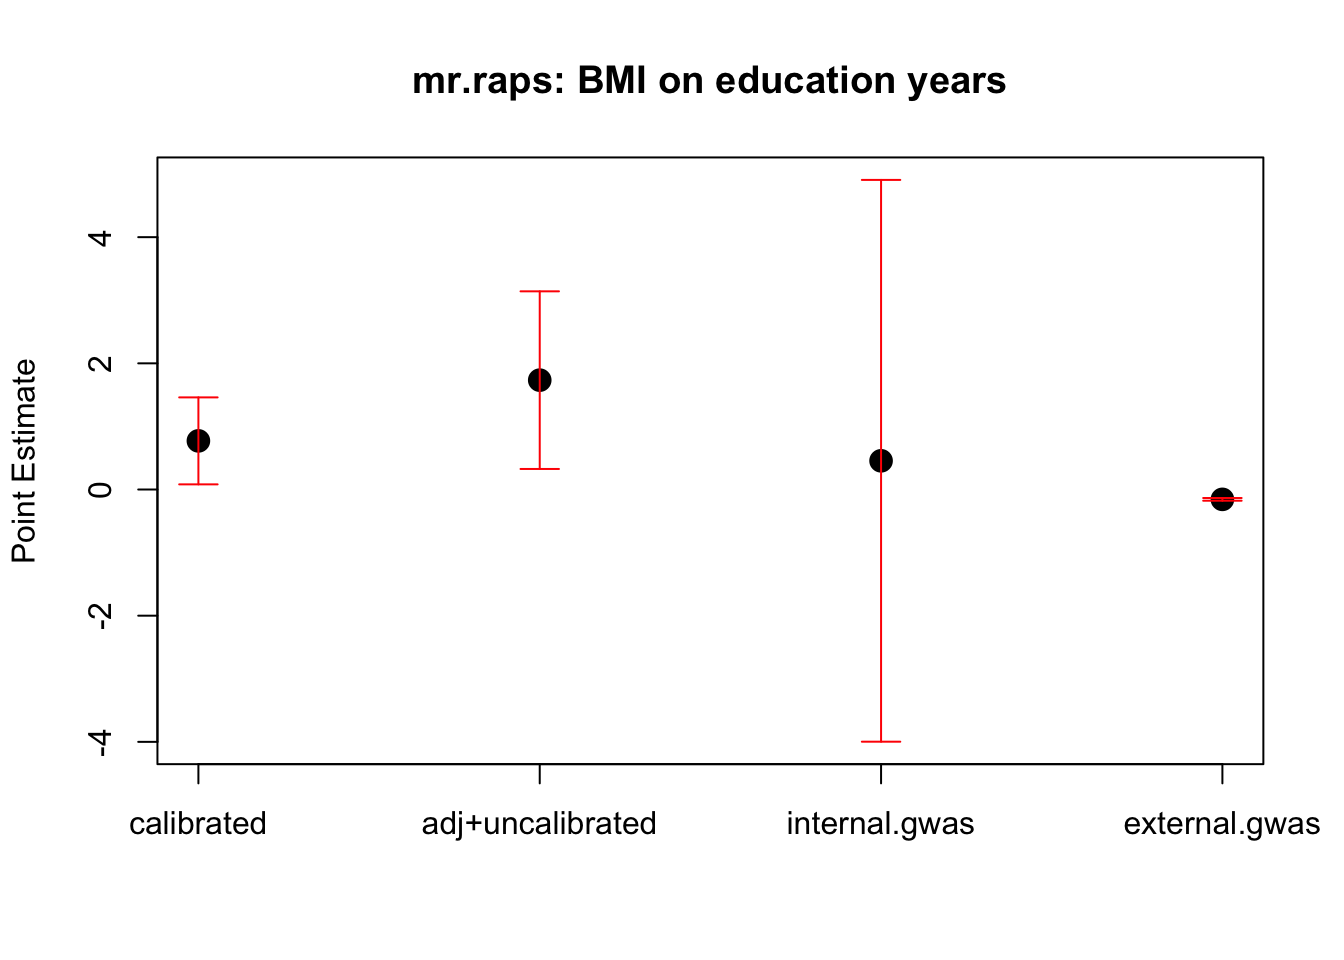 mr.raps: BMI on education years
Point Estimate
4
2
0
-2
-4
calibrated
adj+uncalibrated
internal.gwas
external.gwas